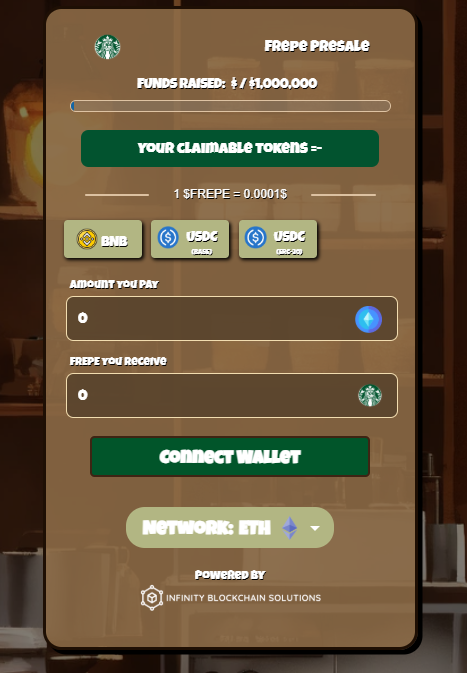 Frepe Presale
Funds Raised: $ / $1,000,000
Your Claimable Tokens =-
1 $FREPE = 0.0001$
BNB
USDC
(BASE)
USDC
(ERC-20)
Amount You Pay
0
FREPE You Receive
0
Connect Wallet
Network: ETH
Powered By
INFINITY BLOCKCHAIN SOLUTIONS